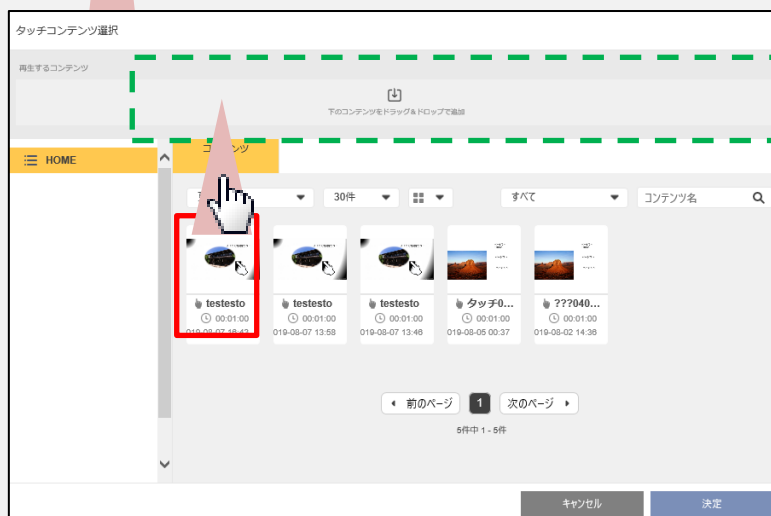 タッチコンテンツ選択
再生するコンテンツ
下のコンテンツをドラッグ&ドロップで追加
HOME
コンテンツ
30件
すべて
コンテンツ名
testesto
00:01:00
019-08-07 16:43
testesto
00:01:00
019-08-07 13:58
testesto
00:01:00
019-08-07 13:46
タッチ0...
00:01:00
019-08-05 00:37
???040...
00:01:00
019-08-02 14:36
前のページ
1
次のページ
5件中 1 - 5件
キャンセル
決定